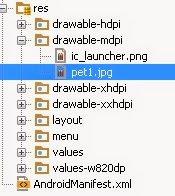 res
drawable-hdpi
drawable-mdpi
ic_launcher.png
pet1.jpg
drawable-xhdpi
drawable-xxhdpi
layout
menu
values
values-w820dp
AndroidManifest.xml